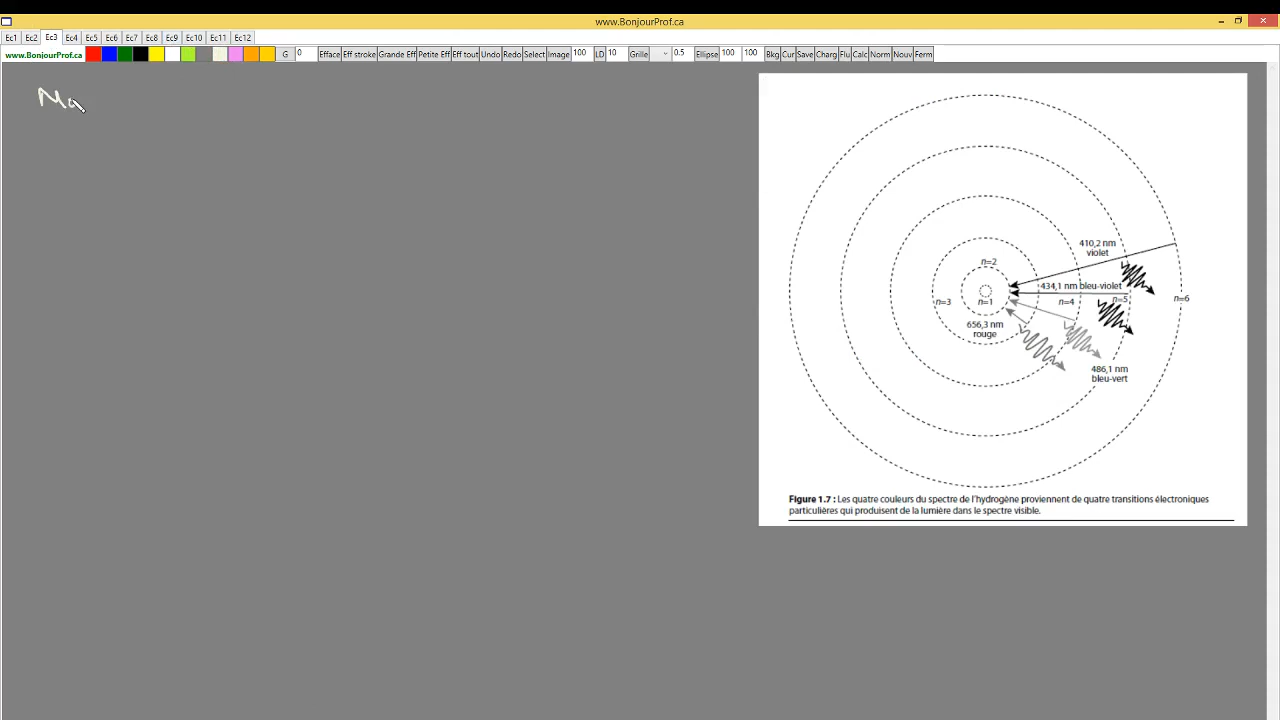 www.BonjourProf.ca
Ec1 Ec2 Ec3 Ec4 Ec5 Ec6 Ec7 Ec8 Ec9 Ec10 Ec11 Ec12
www.BonjourProf.ca G 0 Efface Eff stroke Grande Eff Petite Eff Eff tout Undo Redo Select Image 100 LD 10 Grille 0.5 Ellipse 100 100 Bkg Cur Save Charg Flu Calc Norm Nouv Ferm
Ma
410,2 nm
violet
n=2
434,1 nm bleu-violet
n=3 n=1 n=4 n=5 n=6
656,3 nm
rouge
486,1 nm
bleu-vert
Figure 1.7 : Les quatre couleurs du spectre de l'hydrogène proviennent de quatre transitions électroniques
particulières qui produisent de la lumière dans le spectre visible.